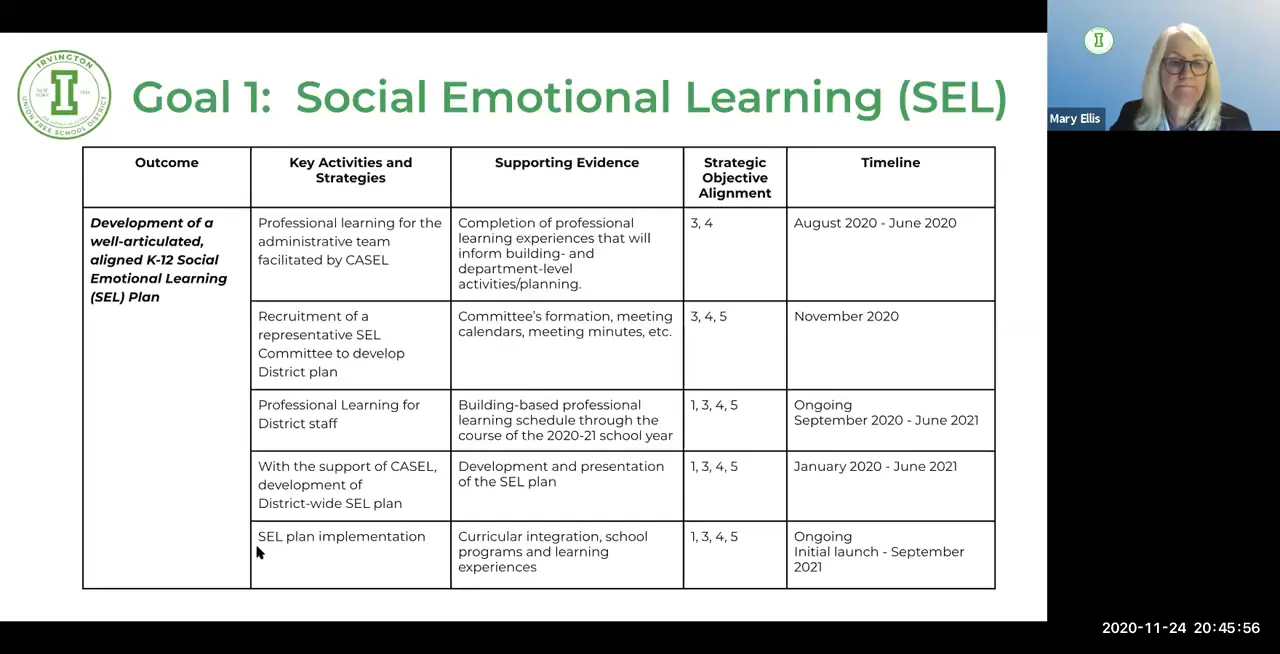 IRVINGTON
UNION FREE SCHOOL DISTRICT
Goal 1: Social Emotional Learning (SEL)
Mary Ellis
Outcome
Key Activities and
Strategies
Supporting Evidence
Strategic
Objective
Alignment
Timeline
Development of a
well-articulated,
aligned K-12 Social
Emotional Learning
(SEL) Plan
Professional learning for the
administrative team
facilitated by CASEL
Completion of professional
learning experiences that will
inform building- and
department-level
activities/planning.
3, 4
August 2020 - June 2020
Recruitment of a
representative SEL
Committee to develop
District plan
Committee's formation, meeting
calendars, meeting minutes, etc.
3, 4, 5
November 2020
Professional Learning for
District staff
Building-based professional
learning schedule through the
course of the 2020-21 school year
1, 3, 4, 5
Ongoing
September 2020 - June 2021
With the support of CASEL,
development of
District-wide SEL plan
Development and presentation
of the SEL plan
1, 3, 4, 5
January 2020 - June 2021
SEL plan implementation
Curricular integration, school
programs and learning
experiences
1, 3, 4, 5
Ongoing
Initial launch - September
2021
2020-11-24 20:45:56